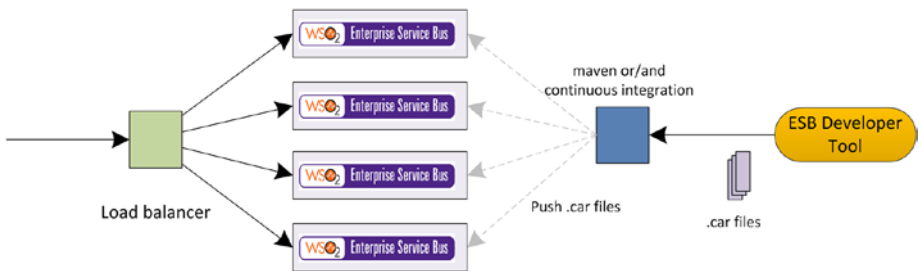 WSO2 Enterprise Service Bus
maven or/and
continuous integration
WSO2 Enterprise Service Bus
ESB Developer
Tool
WSO2 Enterprise Service Bus
Load balancer
Push .car files
.car files
WSO2 Enterprise Service Bus